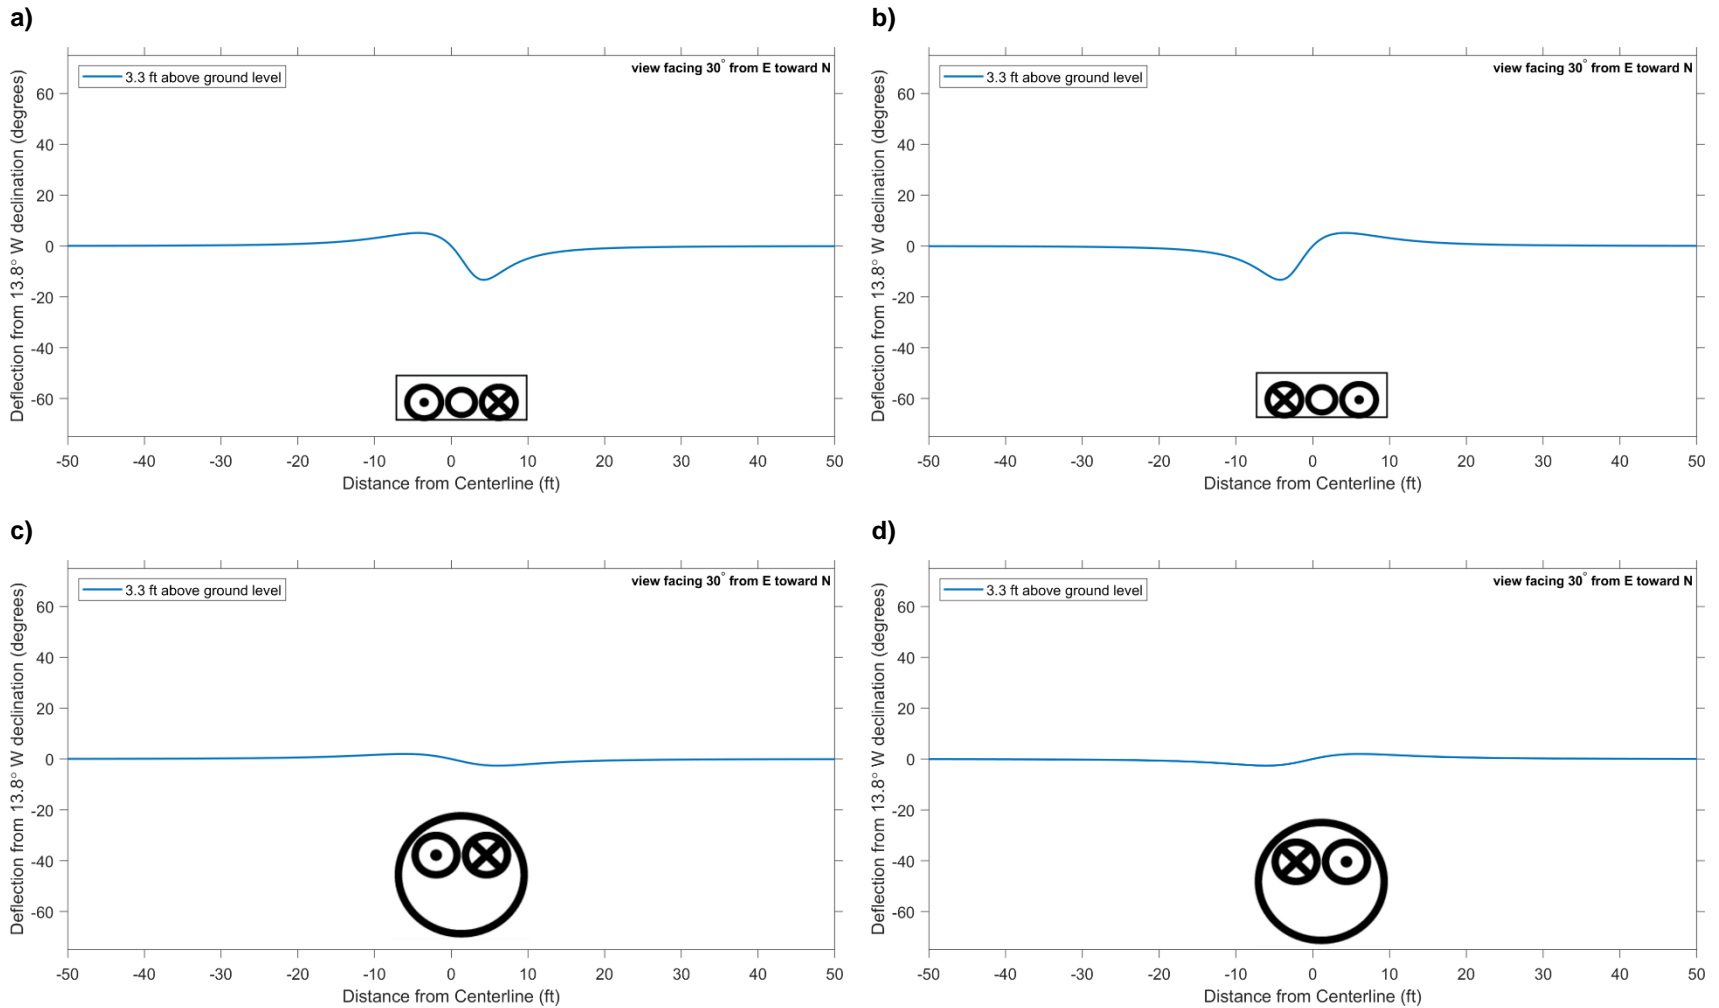 a)
3.3 ft above ground level
view facing 30° from E toward N
Deflection from 13.8° W declination (degrees)
60
40
20
0
-20
-40
-60
-50 -40 -30 -20 -10 0 10 20 30 40 50
Distance from Centerline (ft)
b)
3.3 ft above ground level
view facing 30° from E toward N
Deflection from 13.8° W declination (degrees)
60
40
20
0
-20
-40
-60
-50 -40 -30 -20 -10 0 10 20 30 40 50
Distance from Centerline (ft)
c)
3.3 ft above ground level
view facing 30° from E toward N
Deflection from 13.8° W declination (degrees)
60
40
20
0
-20
-40
-60
-50 -40 -30 -20 -10 0 10 20 30 40 50
Distance from Centerline (ft)
d)
3.3 ft above ground level
view facing 30° from E toward N
Deflection from 13.8° W declination (degrees)
60
40
20
0
-20
-40
-60
-50 -40 -30 -20 -10 0 10 20 30 40 50
Distance from Centerline (ft)